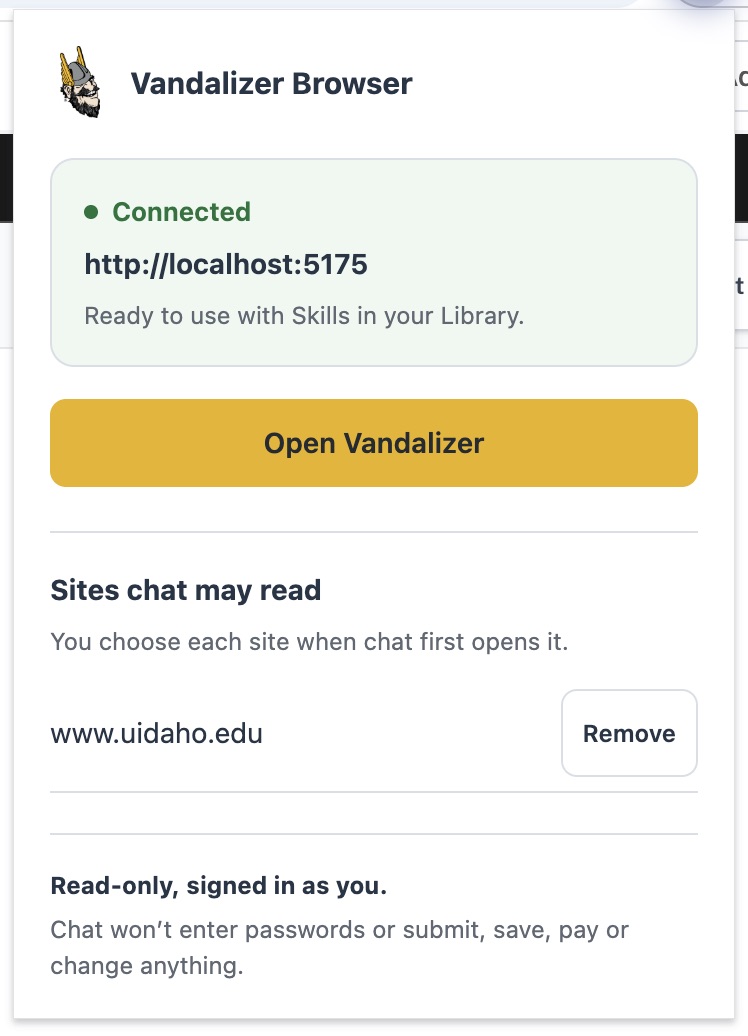 Vandalizer Browser
Connected
http://localhost:5175
Ready to use with Skills in your Library.
Open Vandalizer
Sites chat may read
You choose each site when chat first opens it.
www.uidaho.edu
Remove
Read-only, signed in as you.
Chat won’t enter passwords or submit, save, pay or
change anything.